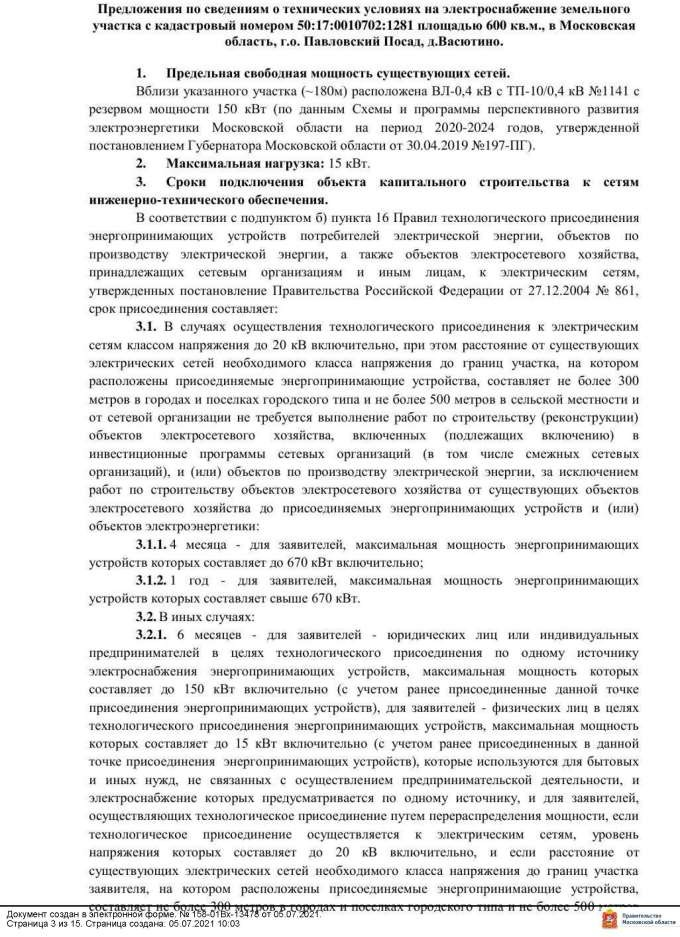 Предложения по сведениям о технических условиях на электроснабжение земельного
участка с кадастровый номером 50:17:0010702:1281 площадью 600 кв.м., в Московская
область, г.о. Павловский Посад, д.Васютино.
1. Предельная свободная мощность существующих сетей.
Вблизи указанного участка (~180м) расположена ВЛ-0,4 кВ с ТП-10/0,4 кВ №1141 с
резервом мощности 150 кВт (по данным Схемы и программы перспективного развития
электроэнергетики Московской области на период 2020-2024 годов, утвержденной
постановлением Губернатора Московской области от 30.04.2019 №197-ПГ).
2. Максимальная нагрузка: 15 кВт.
3. Сроки подключения объекта капитального строительства к сетям
инженерно-технического обеспечения.
В соответствии с подпунктом б) пункта 16 Правил технологического присоединения
энергопринимающих устройств потребителей электрической энергии, объектов по
производству электрической энергии, а также объектов электросетевого хозяйства,
принадлежащих сетевым организациям и иным лицам, к электрическим сетям,
утвержденных постановление Правительства Российской Федерации от 27.12.2004 № 861,
срок присоединения составляет:
3.1. В случаях осуществления технологического присоединения к электрическим
сетям классом напряжения до 20 кВ включительно, при этом расстояние от существующих
электрических сетей необходимого класса напряжения до границ участка, на котором
расположены присоединяемые энергопринимающие устройства, составляет не более 300
метров в городах и поселках городского типа и не более 500 метров в сельской местности и
от сетевой организации не требуется выполнение работ по строительству (реконструкции)
объектов электросетевого хозяйства, включенных (подлежащих включению) в
инвестиционные программы сетевых организаций (в том числе смежных сетевых
организаций), и (или) объектов по производству электрической энергии, за исключением
работ по строительству объектов электросетевого хозяйства от существующих объектов
электросетевого хозяйства до присоединяемых энергопринимающих устройств и (или)
объектов электроэнергетики:
3.1.1. 4 месяца - для заявителей, максимальная мощность энергопринимающих
устройств которых составляет до 670 кВт включительно;
3.1.2. 1 год - для заявителей, максимальная мощность энергопринимающих
устройств которых составляет свыше 670 кВт.
3.2. В иных случаях:
3.2.1. 6 месяцев - для заявителей - юридических лиц или индивидуальных
предпринимателей в целях технологического присоединения по одному источнику
электроснабжения энергопринимающих устройств, максимальная мощность которых
составляет до 150 кВт включительно (с учетом ранее присоединенные данной точке
присоединения энергопринимающих устройств), для заявителей - физических лиц в целях
технологического присоединения энергопринимающих устройств, максимальная мощность
которых составляет до 15 кВт включительно (с учетом ранее присоединенных в данной
точке присоединения энергопринимающих устройств), которые используются для бытовых
и иных нужд, не связанных с осуществлением предпринимательской деятельности, и
электроснабжение которых предусматривается по одному источнику, и для заявителей,
осуществляющих технологическое присоединение путем перераспределения мощности, если
технологическое присоединение осуществляется к электрическим сетям, уровень
напряжения которых составляет до 20 кВ включительно, и если расстояние от
существующих электрических сетей необходимого класса напряжения до границ участка
заявителя, на котором расположены присоединяемые энергопринимающие устройства,
составляет не более 300 метров в городах и поселках городского типа и не более 500 метров
Документ создан в электронной форме. № 158-01Вх-13478 от 05.07.2021.
Страница 3 из 15. Страница создана: 05.07.2021 10:03
Правительство
Московской области